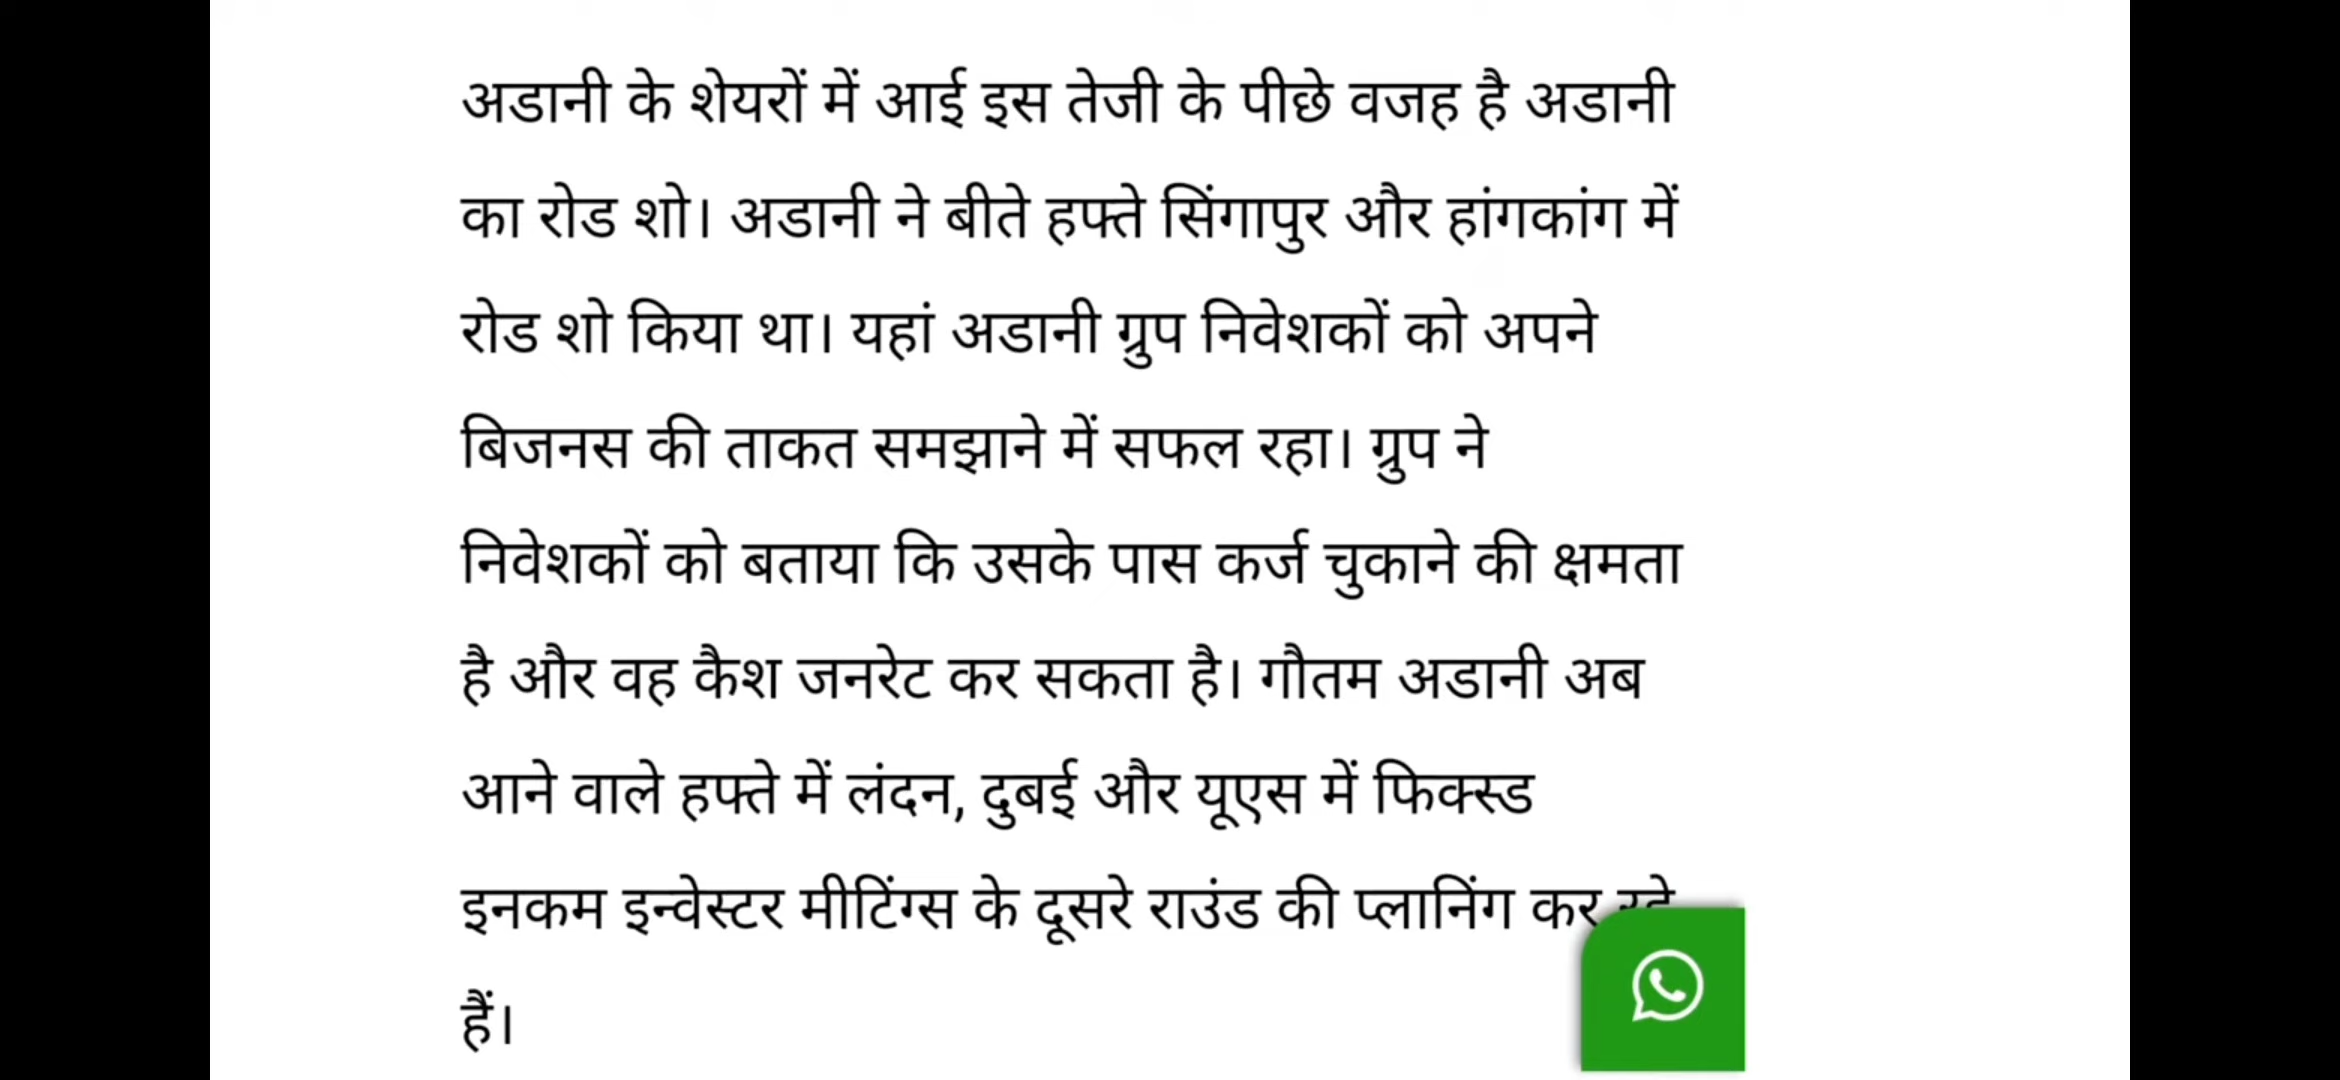 अडानी के शेयरों में आई इस तेजी के पीछे वजह है अडानी
का रोड शो। अडानी ने बीते हफ्ते सिंगापुर और हांगकांग में
रोड शो किया था। यहां अडानी ग्रुप निवेशकों को अपने
बिजनस की ताकत समझाने में सफल रहा। ग्रुप ने
निवेशकों को बताया कि उसके पास कर्ज चुकाने की क्षमता
है और वह कैश जनरेट कर सकता है। गौतम अडानी अब
आने वाले हफ्ते में लंदन, दुबई और यूएस में फिक्स्ड
इनकम इन्वेस्टर मीटिंग्स के दूसरे राउंड की प्लानिंग कर रहे
हैं।